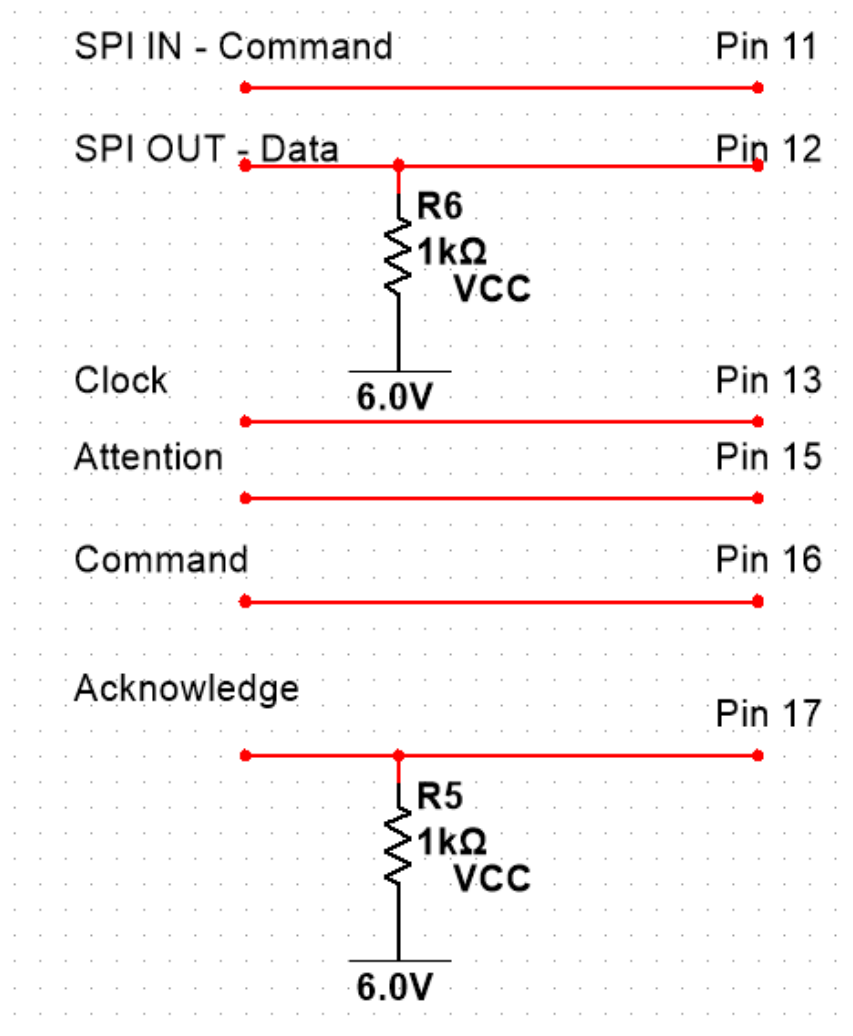 SPI IN - Command Pin 11
SPI OUT - Data Pin 12
R6
1kΩ
VCC
6.0V
Clock Pin 13
Attention Pin 15
Command Pin 16
Acknowledge
Pin 17
R5
1kΩ
VCC
6.0V